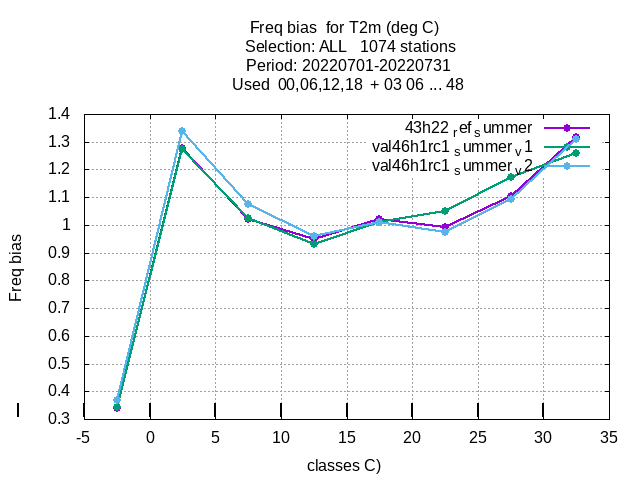 Freq bias  for T2m (deg C)
Selection: ALL   1074 stations
Period: 20220701-20220731
Used  00,06,12,18  + 03 06 ... 48
43h22 ref summer
val46h1rc1 summer v1
val46h1rc1 summer v2
1.4
1.3
1.2
1.1
1
0.9
0.8
0.7
0.6
0.5
0.4
0.3
Freq bias
-5 0 5 10 15 20 25 30 35
classes C)